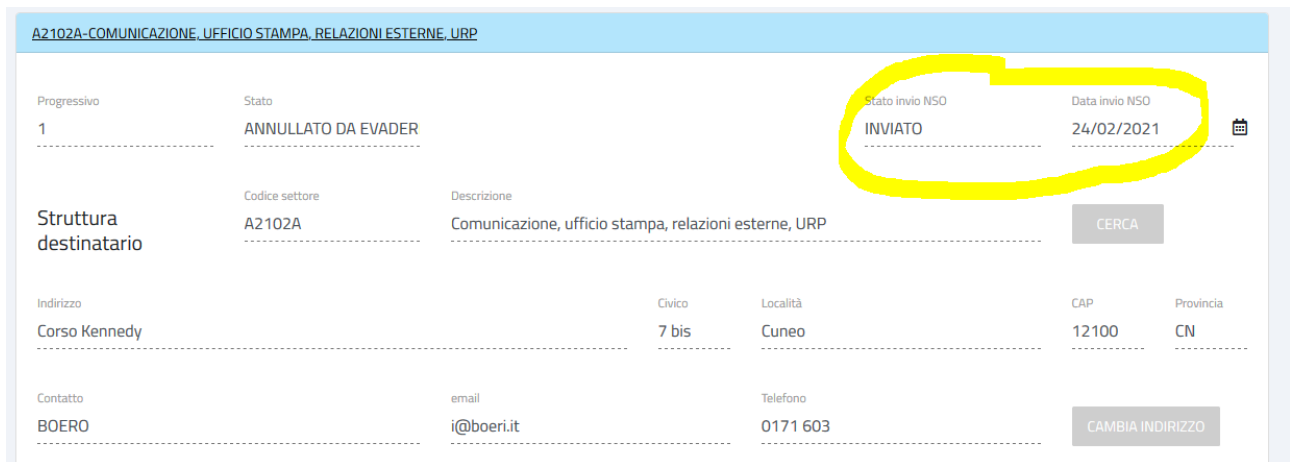 A2102A-COMUNICAZIONE, UFFICIO STAMPA, RELAZIONI ESTERNE, URP
Progressivo Stato Stato invio NSO Data invio NSO
1 ANNULLATO DA EVADER INVIATO 24/02/2021
Codice settore Descrizione
Struttura destinatario
A2102A Comunicazione, ufficio stampa, relazioni esterne, URP CERCA
Indirizzo Civico Località CAP Provincia
Corso Kennedy 7 bis Cuneo 12100 CN
Contatto email Telefono
BOERO i@boeri.it 0171 603 CAMBIA INDIRIZZO